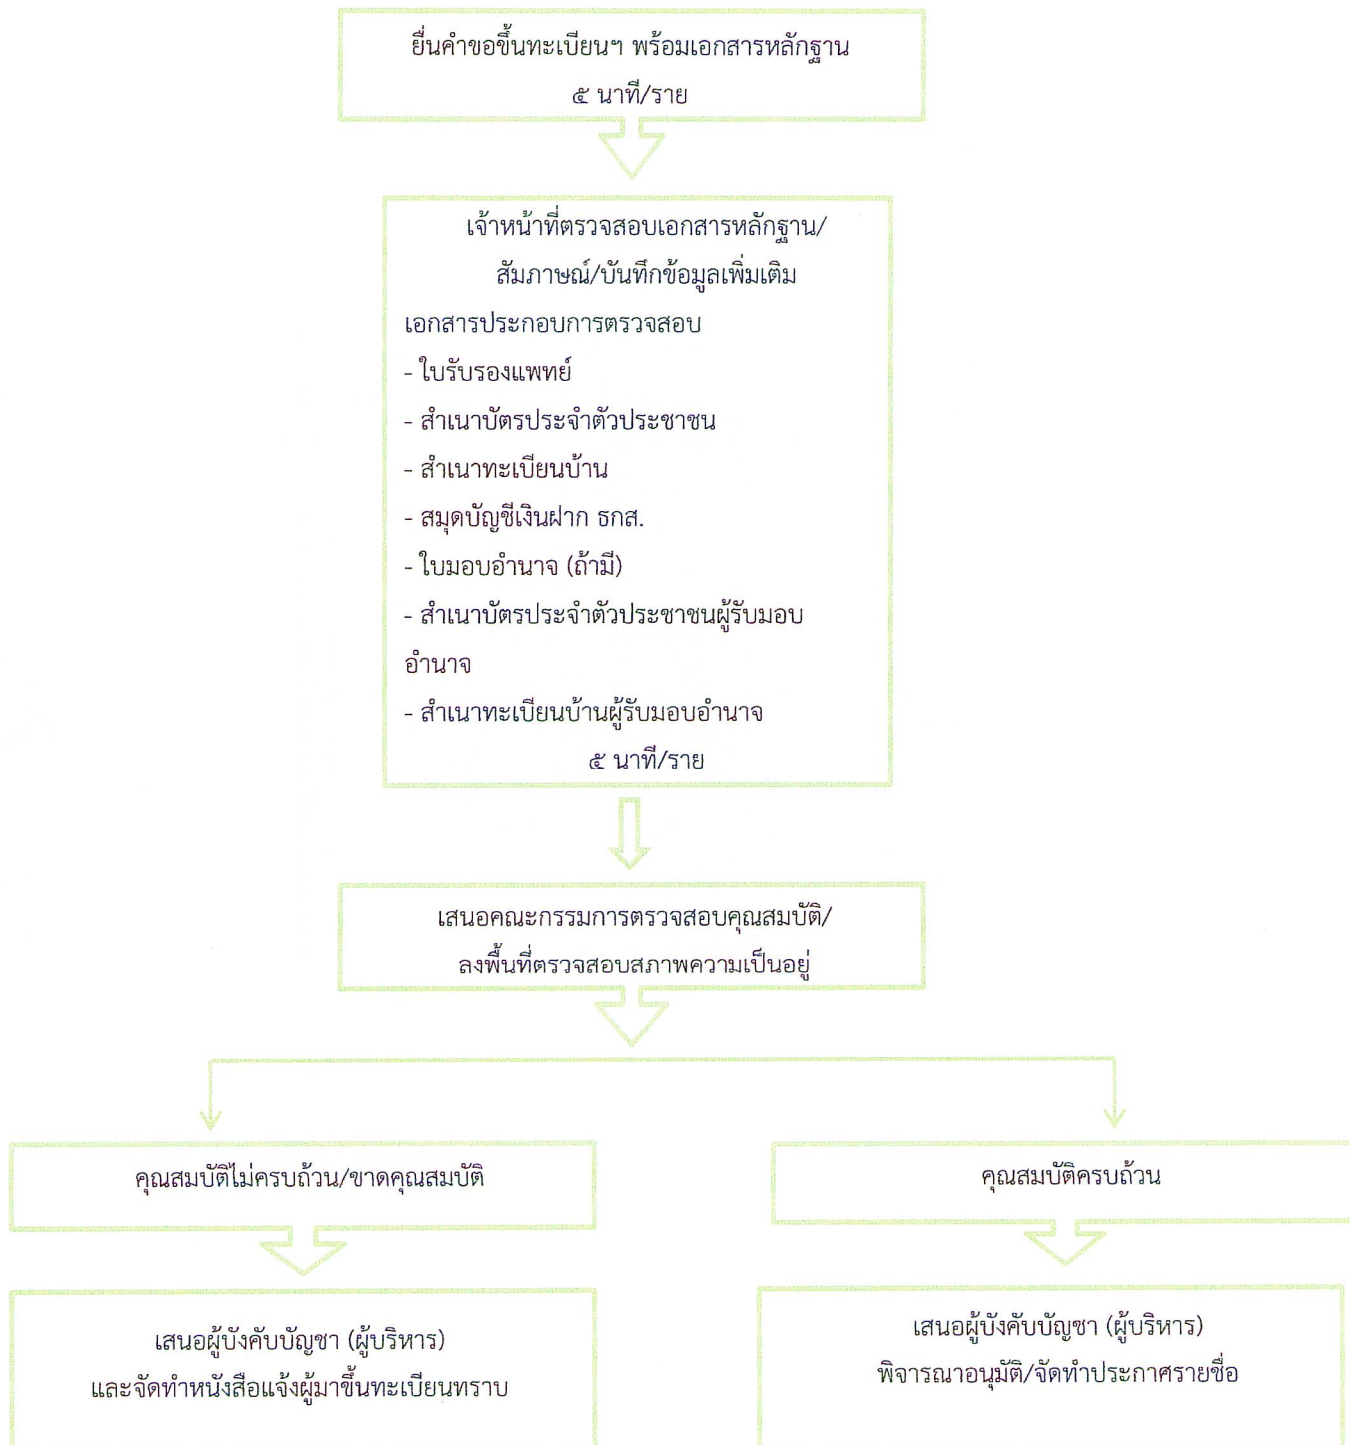 ยื่นคำขอขึ้นทะเบียนฯ พร้อมเอกสารหลักฐาน
๕ นาที/ราย
เจ้าหน้าที่ตรวจสอบเอกสารหลักฐาน/
สัมภาษณ์/บันทึกข้อมูลเพิ่มเติม
เอกสารประกอบการตรวจสอบ
- ใบรับรองแพทย์
- สำเนาบัตรประจำตัวประชาชน
- สำเนาทะเบียนบ้าน
- สมุดบัญชีเงินฝาก ธกส.
- ใบมอบอำนาจ (ถ้ามี)
- สำเนาบัตรประจำตัวประชาชนผู้รับมอบ
อำนาจ
- สำเนาทะเบียนบ้านผู้รับมอบอำนาจ
๕ นาที/ราย
เสนอคณะกรรมการตรวจสอบคุณสมบัติ/
ลงพื้นที่ตรวจสอบสภาพความเป็นอยู่
คุณสมบัติไม่ครบถ้วน/ขาดคุณสมบัติ
เสนอผู้บังคับบัญชา (ผู้บริหาร)
และจัดทำหนังสือแจ้งผู้มาขึ้นทะเบียนทราบ
คุณสมบัติครบถ้วน
เสนอผู้บังคับบัญชา (ผู้บริหาร)
พิจารณาอนุมัติ/จัดทำประกาศรายชื่อ